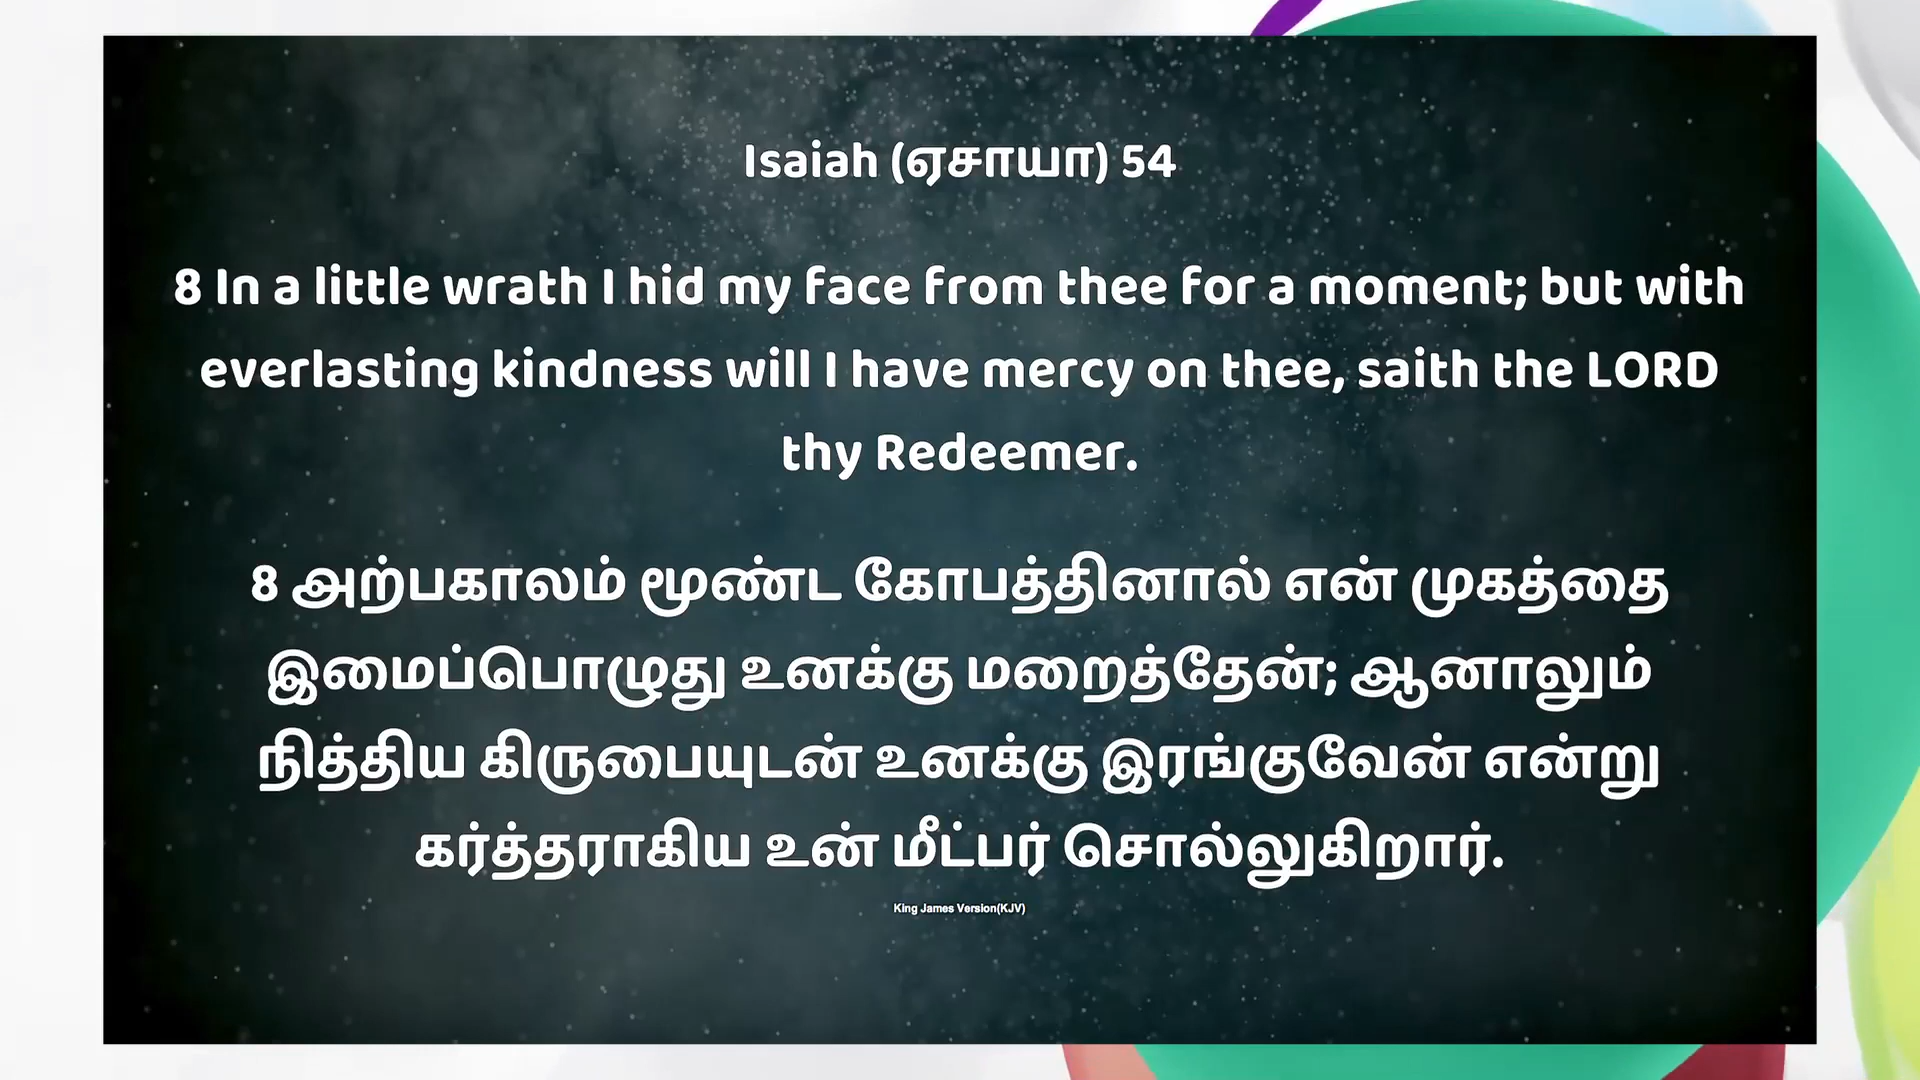 Isaiah (ஏசாயா) 54
8 In a little wrath I hid my face from thee for a moment; but with
everlasting kindness will I have mercy on thee, saith the LORD
thy Redeemer.
8 அற்பகாலம் மூண்ட கோபத்தினால் என் முகத்தை
இமைப்பொழுது உனக்கு மறைத்தேன்; ஆனாலும்
நித்திய கிருபையுடன் உனக்கு இரங்குவேன் என்று
கர்த்தராகிய உன் மீட்பர் சொல்லுகிறார்.
King James Version(KJV)